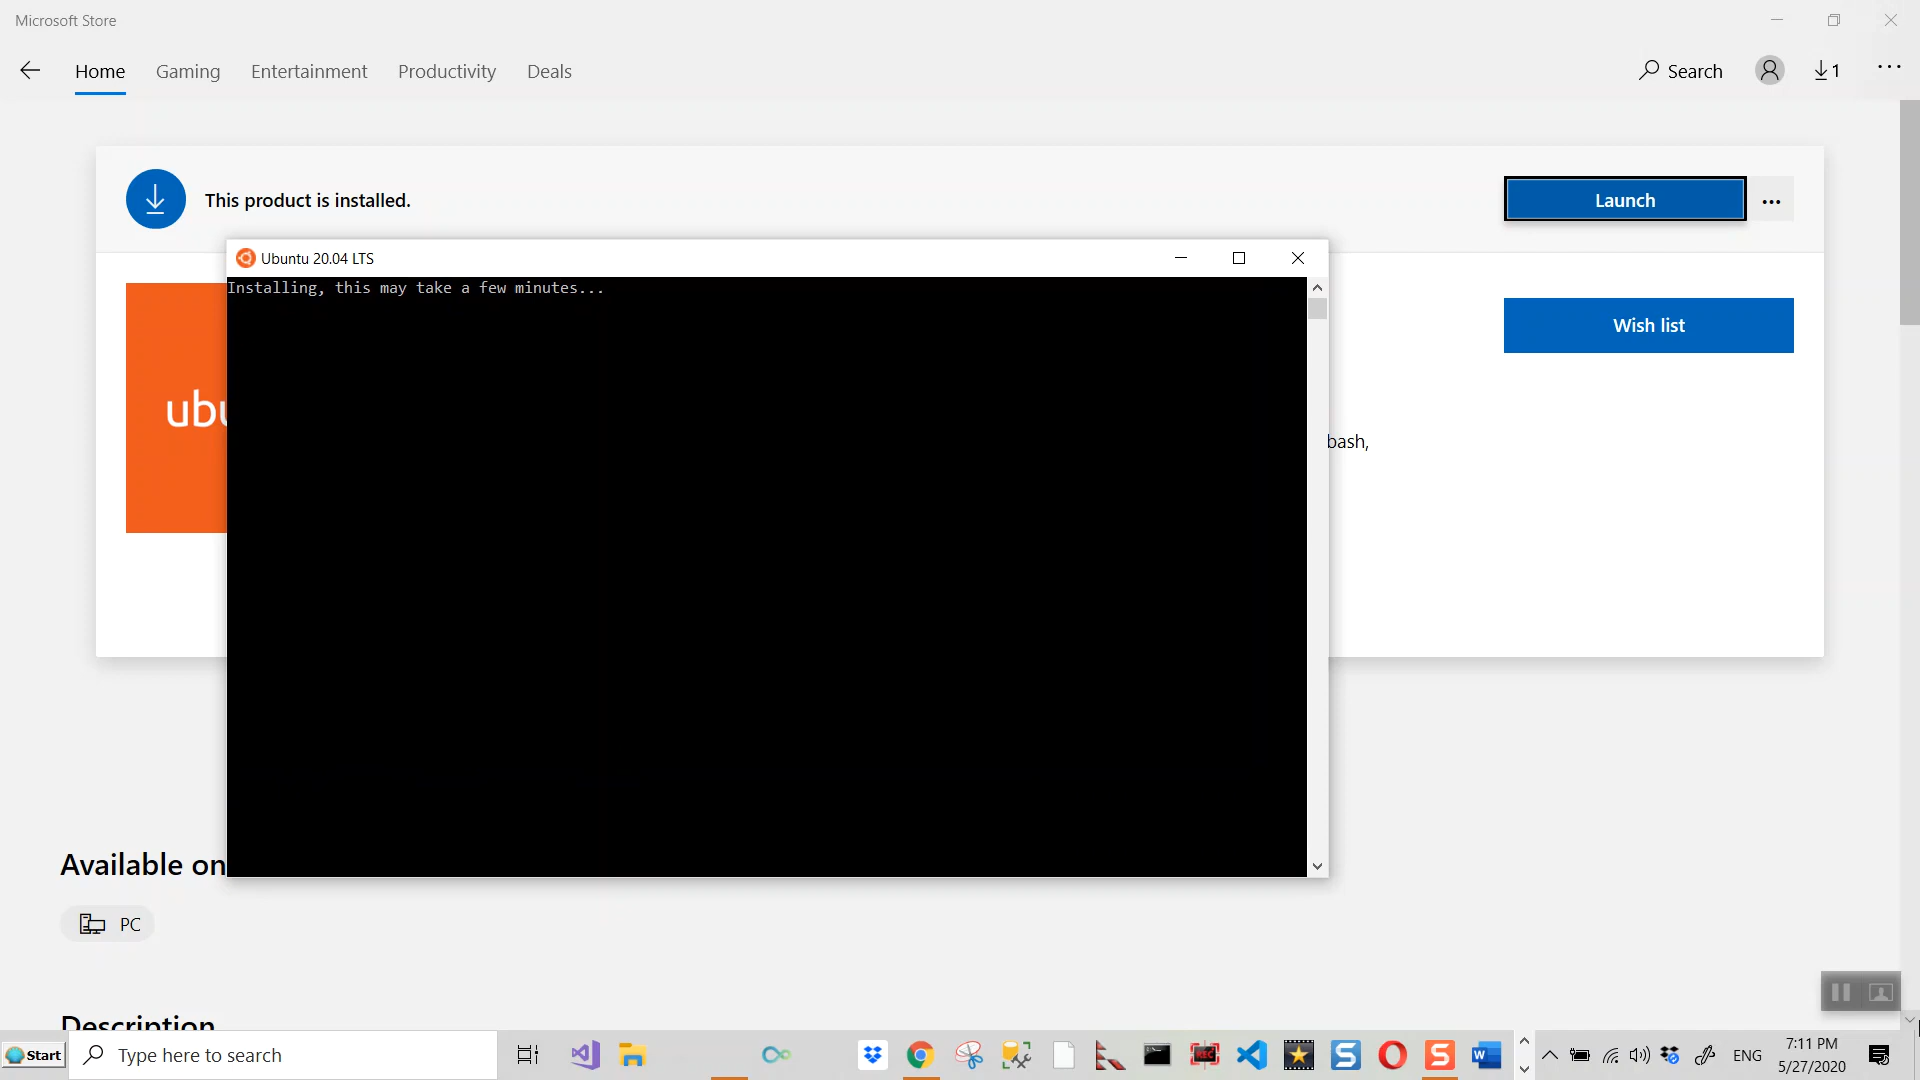 Microsoft Store
Home Gaming Entertainment Productivity Deals Search 1
This product is installed.
Launch
Ubuntu 20.04 LTS
Installing, this may take a few minutes...
Wish list
ubu
bash,
Available on
PC
Description
Start Type here to search REC S S W ENG 7:11 PM
5/27/2020